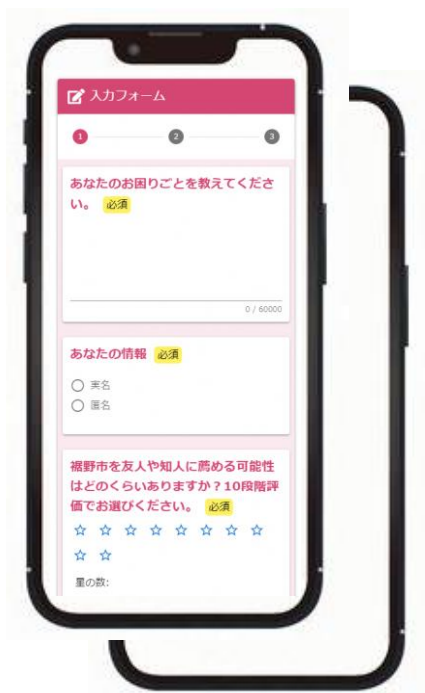 入力フォーム
1 2 3
あなたのお困りごとを教えてくださ
い。 必須
0 / 60000
あなたの情報 必須
実名
匿名
裾野市を友人や知人に薦める可能性
はどのくらいありますか？10段階評
価でお選びください。 必須
星の数: